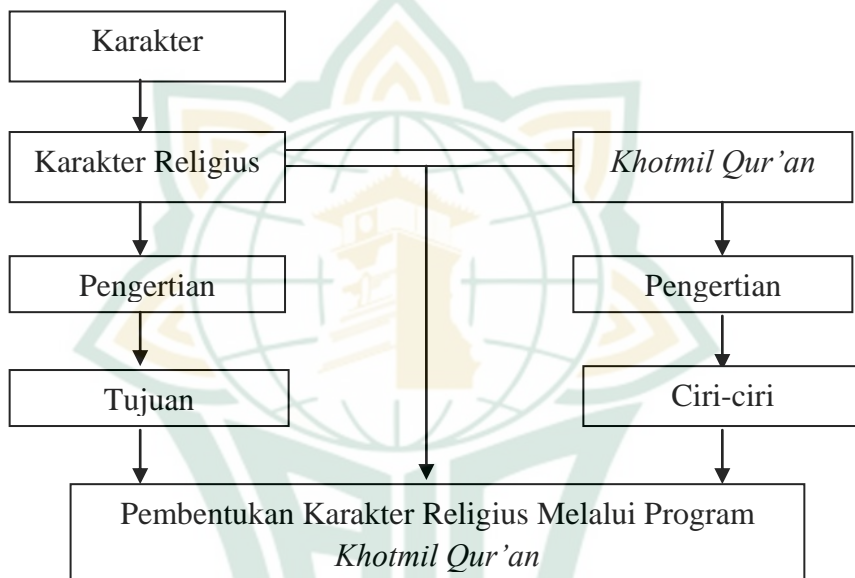 Karakter
Karakter Religius
Khotmil Qur’an
Pengertian
Pengertian
Tujuan
Ciri-ciri
Pembentukan Karakter Religius Melalui Program
Khotmil Qur’an